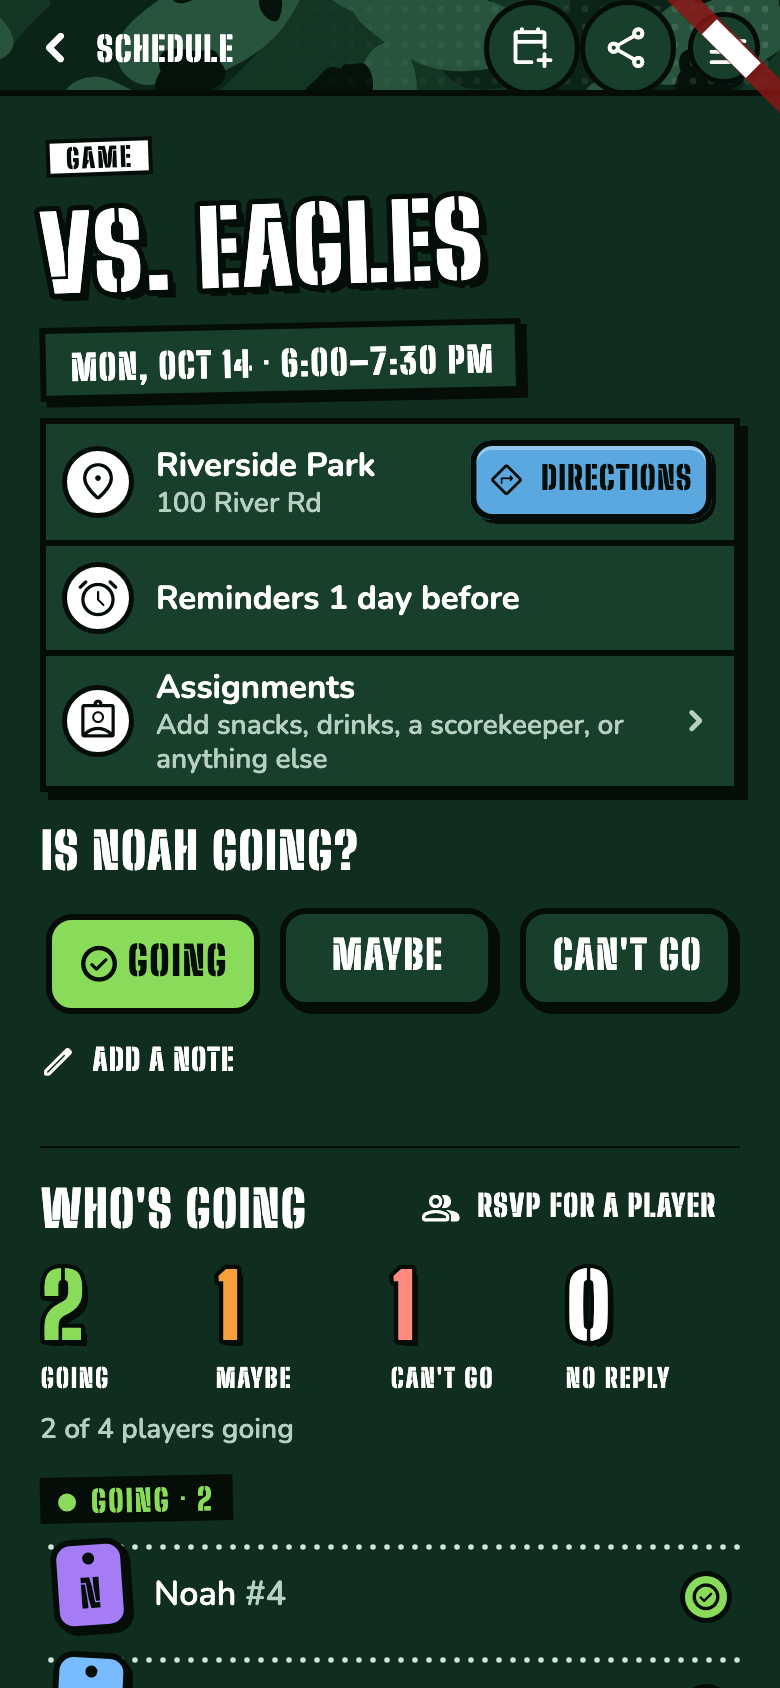 SCHEDULE
GAME
VS. EAGLES
MON, OCT 14 · 6:00–7:30 PM
Riverside Park
100 River Rd
DIRECTIONS
Reminders 1 day before
Assignments
Add snacks, drinks, a scorekeeper, or
anything else
IS NOAH GOING?
GOING
MAYBE
CAN'T GO
ADD A NOTE
WHO'S GOING
RSVP FOR A PLAYER
2
1
1
0
GOING
MAYBE
CAN'T GO
NO REPLY
2 of 4 players going
GOING · 2
N
Noah #4